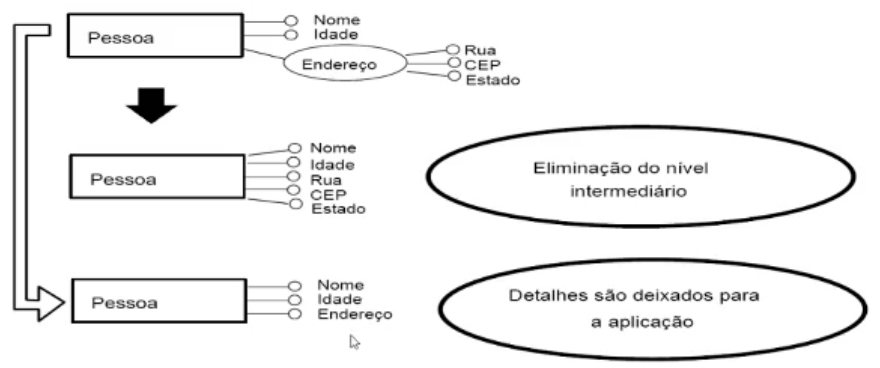 Pessoa
Nome
Idade
Endereço
Rua
CEP
Estado
Pessoa
Nome
Idade
Rua
CEP
Estado
Eliminação do nível
intermediário
Pessoa
Nome
Idade
Endereço
Detalhes são deixados para
a aplicação